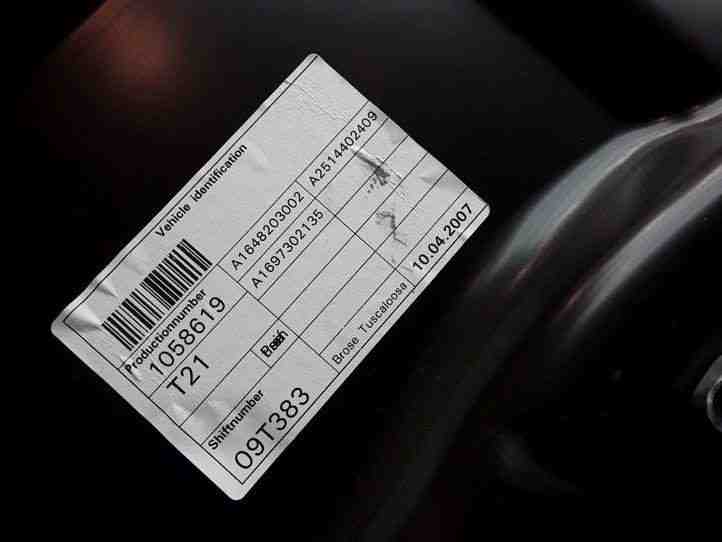 Vehicle identification
Productionnumber
1058619
T21
Shiftnumber
09T383
A1648203002
A1697302135
A2514402409
Brose Tuscaloosa
10.04.2007